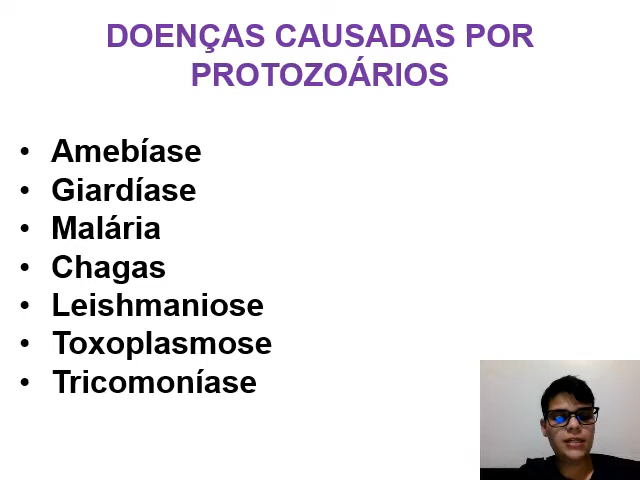 DOENÇAS CAUSADAS POR
PROTOZOÁRIOS
• Amebíase
• Giardíase
• Malária
• Chagas
• Leishmaniose
• Toxoplasmose
• Tricomoníase